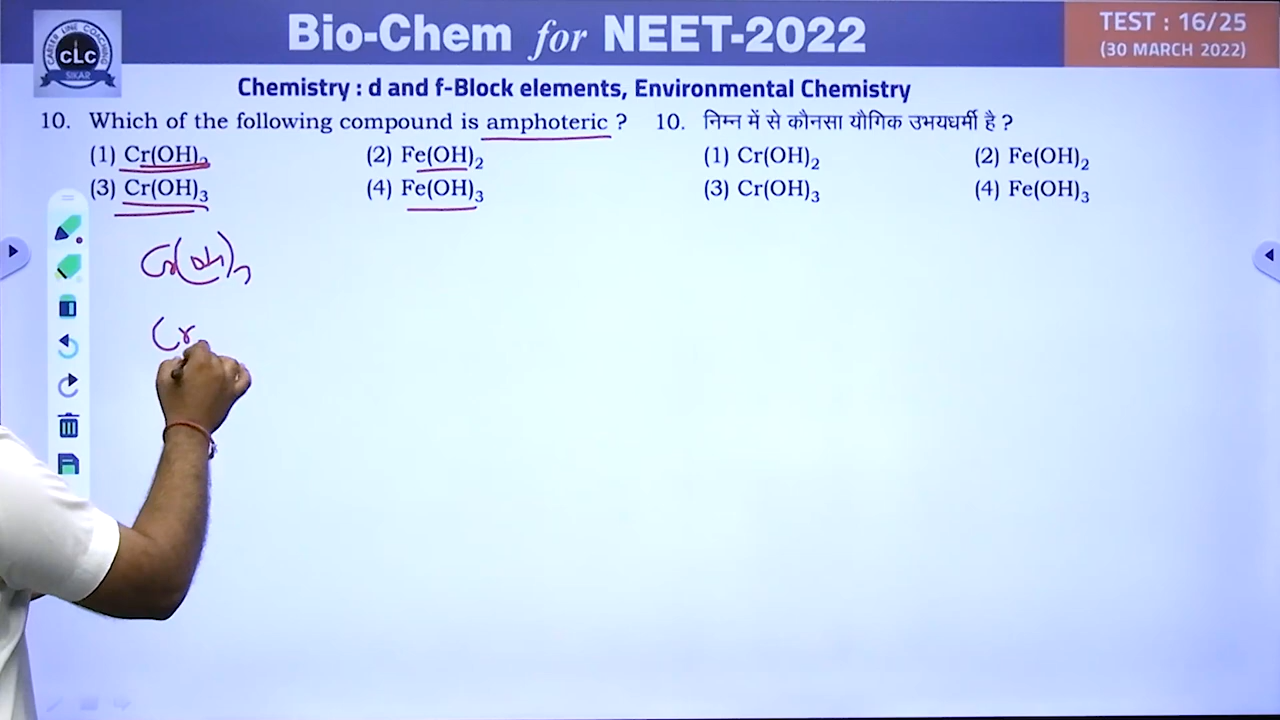 Bio-Chem for NEET-2022
TEST : 16/25
(30 MARCH 2022)
CAREER LINE COACHING
CLC
SIKAR
Chemistry : d and f-Block elements, Environmental Chemistry
10. Which of the following compound is amphoteric ?
(1) Cr(OH)2 (2) Fe(OH)2
(3) Cr(OH)3 (4) Fe(OH)3
10. निम्न में से कौनसा यौगिक उभयधर्मी है ?
(1) Cr(OH)2 (2) Fe(OH)2
(3) Cr(OH)3 (4) Fe(OH)3
Cr(OH)3
Cr